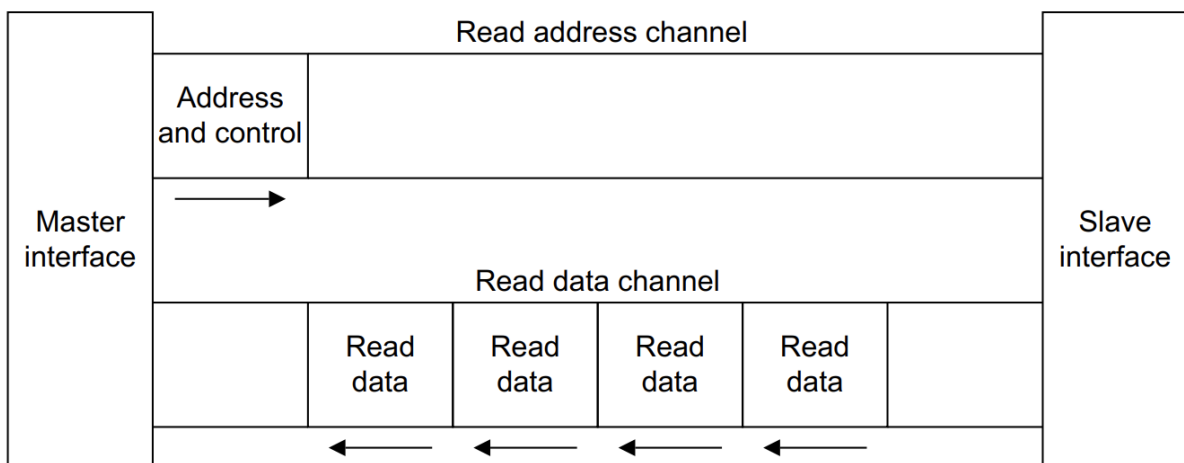 Read address channel
Address
and control
Master
interface
Slave
interface
Read data channel
Read
data
Read
data
Read
data
Read
data